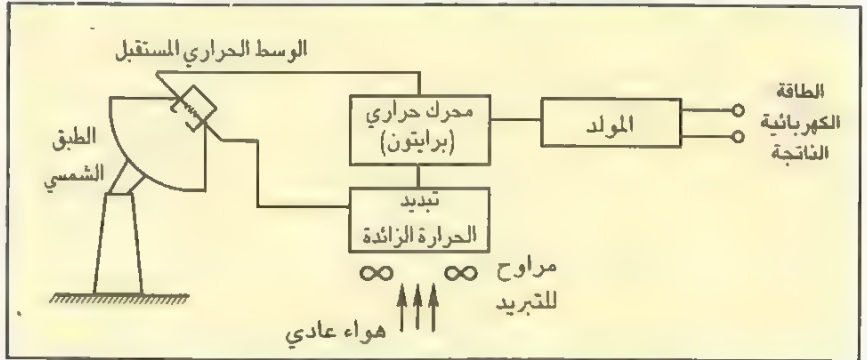 الوسط الحراري المستقبل
الطبق
الشمسي
محرك حراري
(برايتون)
تبديد
الحرارة الزائدة
المولد
الطاقة
الكهربائية
الناتجة
مراوح
للتبريد
هواء عادي